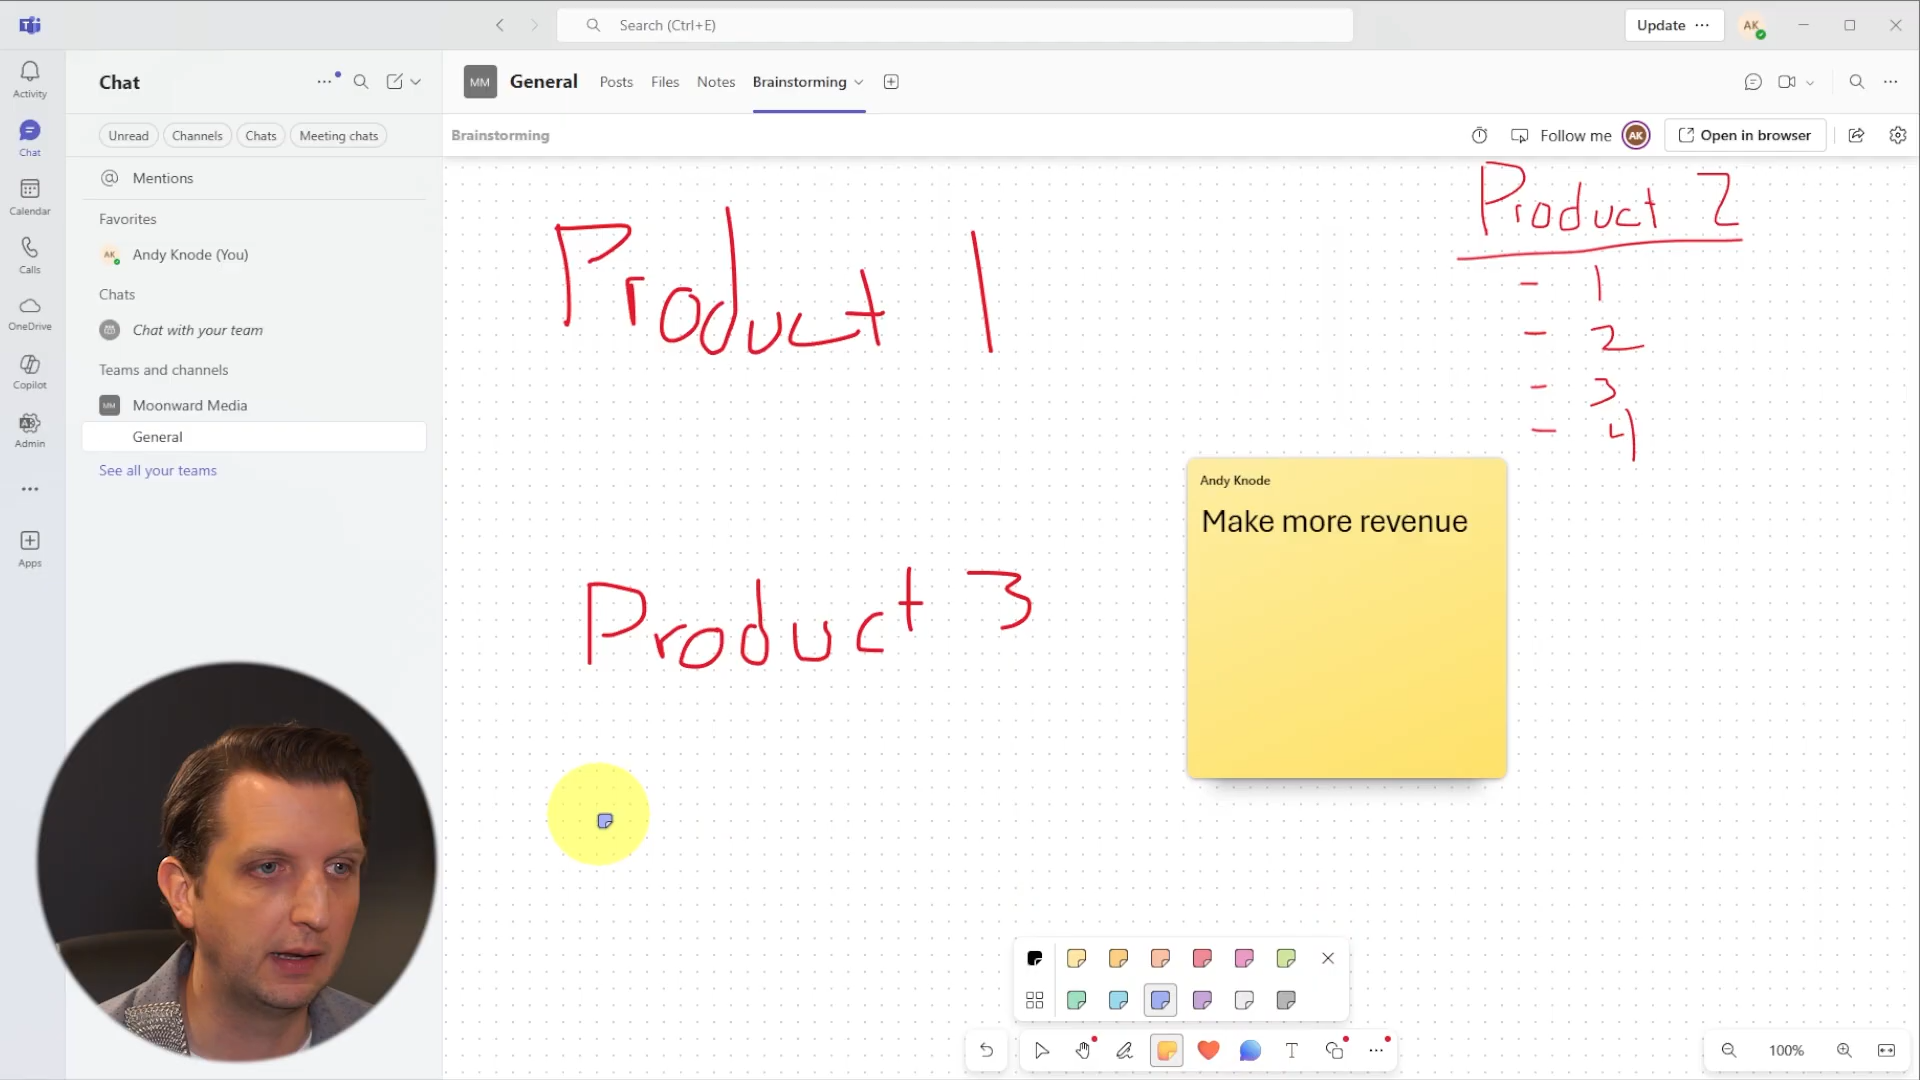 Search (Ctrl+E)
Update
AK
Activity
Chat
Calendar
Calls
OneDrive
Copilot
Admin
Apps
Chat
Unread
Channels
Chats
Meeting chats
Mentions
Favorites
AK
Andy Knode (You)
Chats
Chat with your team
Teams and channels
MM
Moonward Media
General
See all your teams
MM
General
Posts
Files
Notes
Brainstorming
Brainstorming
Follow me
AK
Open in browser
Product 1
Product 2
- 1
- 2
- 3
- 4
Andy Knode
Make more revenue
Product 3
T
100%